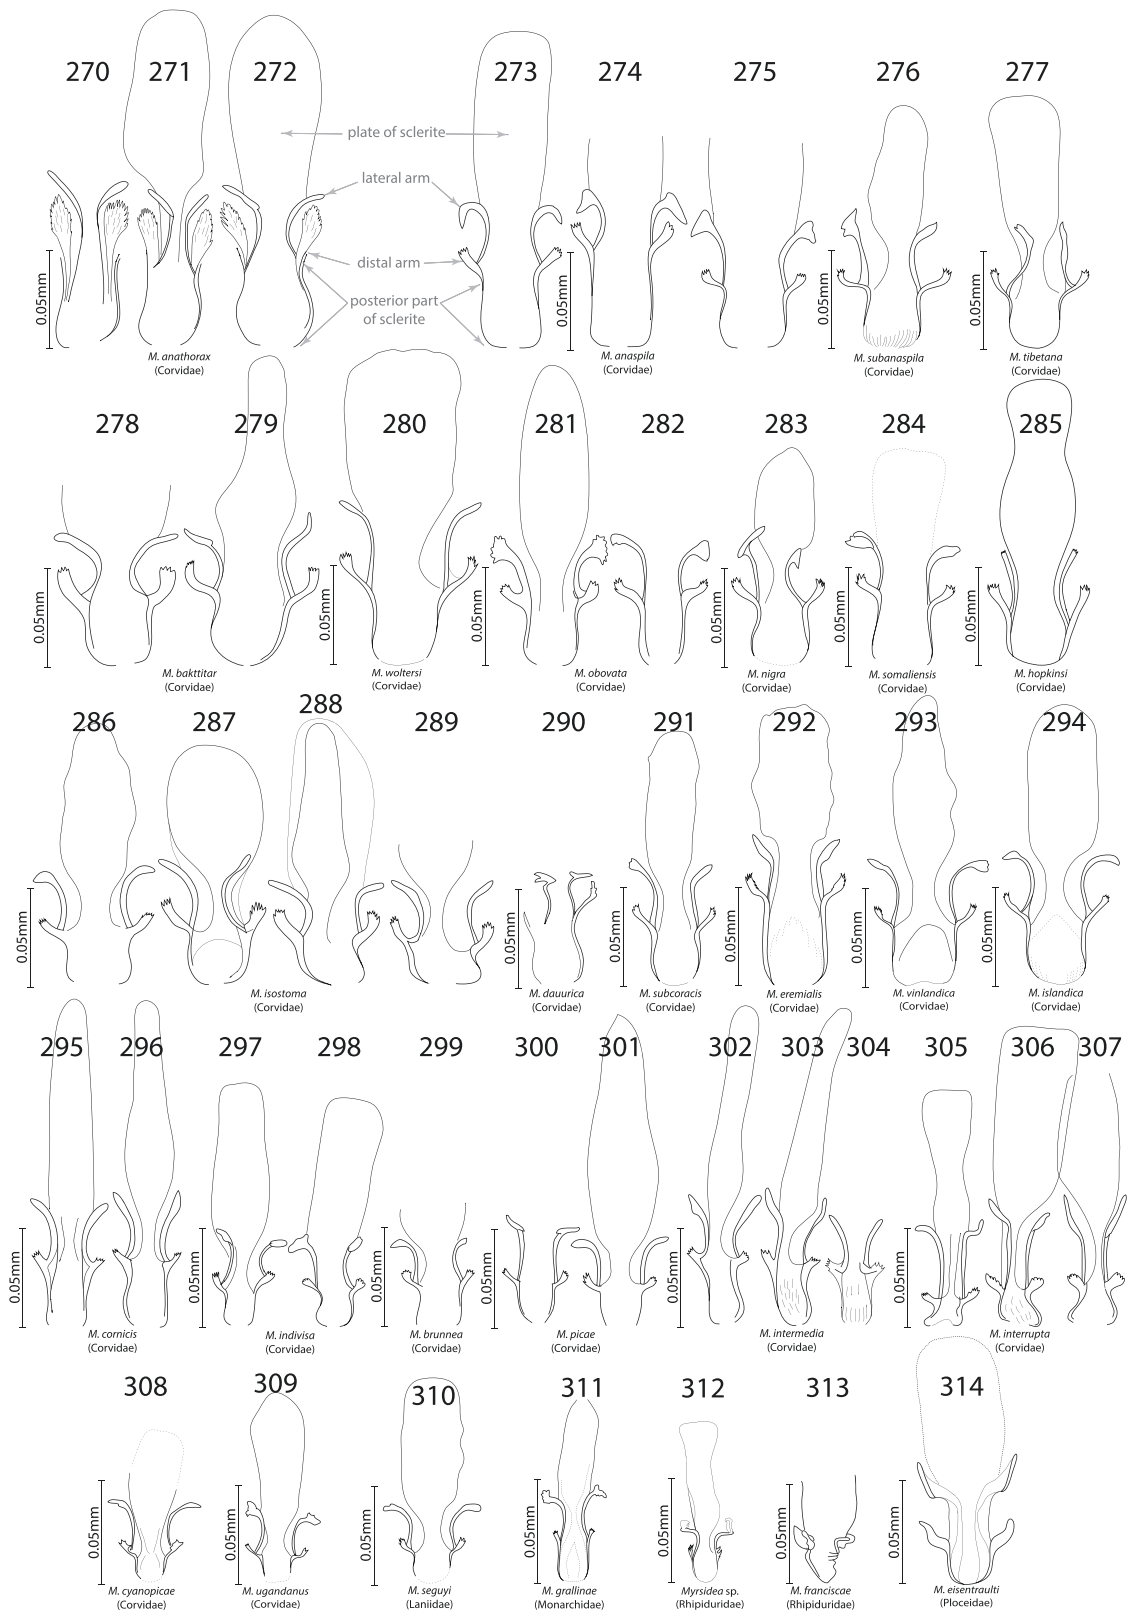 270 271 272 273 274 275 276 277
plate of sclerite
lateral arm
distal arm
posterior part
of sclerite
0.05mm 0.05mm 0.05mm 0.05mm
M. anathorax M. anaspila M. subanaspila M. tibetana
(Corvidae) (Corvidae) (Corvidae) (Corvidae)
278 279 280 281 282 283 284 285
0.05mm 0.05mm 0.05mm 0.05mm 0.05mm 0.05mm
M. bakttitar M. woltersi M. obovata M. nigra M. somaliensis M. hopkinsi
(Corvidae) (Corvidae) (Corvidae) (Corvidae) (Corvidae) (Corvidae)
286 287 288 289 290 291 292 293 294
0.05mm 0.05mm 0.05mm 0.05mm 0.05mm 0.05mm
M. isostoma M. dauurica M. subcoracis M. eremialis M. vinlandica M. islandica
(Corvidae) (Corvidae) (Corvidae) (Corvidae) (Corvidae) (Corvidae)
295 296 297 298 299 300 301 302 303 304 305 306 307
0.05mm 0.05mm 0.05mm 0.05mm 0.05mm 0.05mm
M. cornicis M. indivisa M. brunnea M. picae M. intermedia M. interrupta
(Corvidae) (Corvidae) (Corvidae) (Corvidae) (Corvidae) (Corvidae)
308 309 310 311 312 313 314
0.05mm 0.05mm 0.05mm 0.05mm 0.05mm 0.05mm 0.05mm
M. cyanopicae M. ugandanus M. seguyi M. grallinae Myrsidea sp. M. franciscae M. eisentraulti
(Corvidae) (Corvidae) (Laniidae) (Monarchidae) (Rhipiduridae) (Rhipiduridae) (Ploceidae)